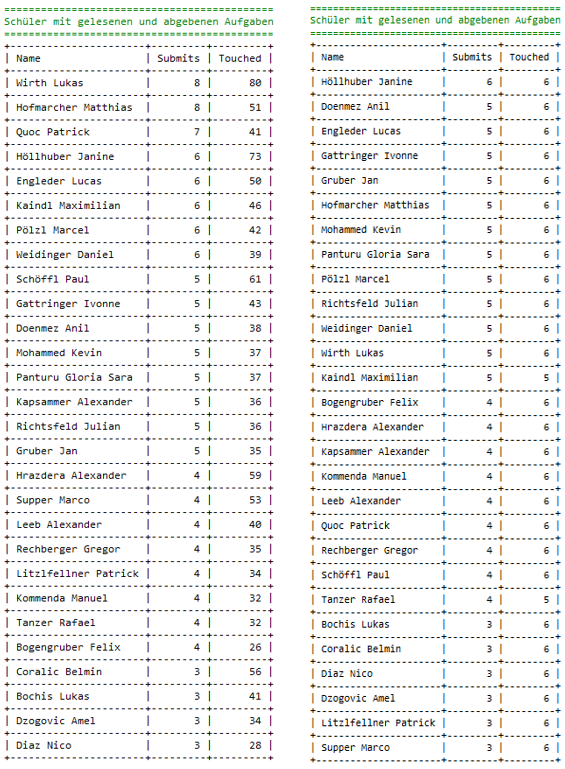 ========================================
Schüler mit gelesenen und abgebenen Aufgaben
========================================
| Name | Submits | Touched |
| Wirth Lukas | 8 | 80 |
| Hofmarcher Matthias | 8 | 51 |
| Quoc Patrick | 7 | 41 |
| Höllhuber Janine | 6 | 73 |
| Engleder Lucas | 6 | 50 |
| Kaindl Maximilian | 6 | 46 |
| Pölzl Marcel | 6 | 42 |
| Weidinger Daniel | 6 | 39 |
| Schöffl Paul | 5 | 61 |
| Gattringer Ivonne | 5 | 43 |
| Doenmez Anil | 5 | 38 |
| Mohammed Kevin | 5 | 37 |
| Panturu Gloria Sara | 5 | 37 |
| Kapsammer Alexander | 5 | 36 |
| Richtsfeld Julian | 5 | 36 |
| Gruber Jan | 5 | 35 |
| Hrazdera Alexander | 4 | 59 |
| Supper Marco | 4 | 53 |
| Leeb Alexander | 4 | 40 |
| Rechberger Gregor | 4 | 35 |
| Litzlfellner Patrick | 4 | 34 |
| Kommenda Manuel | 4 | 32 |
| Tanzer Rafael | 4 | 32 |
| Bogengruber Felix | 4 | 26 |
| Coralic Belmin | 3 | 56 |
| Bochis Lukas | 3 | 41 |
| Dzogovic Amel | 3 | 34 |
| Diaz Nico | 3 | 28 |
========================================
Schüler mit gelesenen und abgebenen Aufgaben
========================================
| Name | Submits | Touched |
| Höllhuber Janine | 6 | 6 |
| Doenmez Anil | 5 | 6 |
| Engleder Lucas | 5 | 6 |
| Gattringer Ivonne | 5 | 6 |
| Gruber Jan | 5 | 6 |
| Hofmarcher Matthias | 5 | 6 |
| Mohammed Kevin | 5 | 6 |
| Panturu Gloria Sara | 5 | 6 |
| Pölzl Marcel | 5 | 6 |
| Richtsfeld Julian | 5 | 6 |
| Weidinger Daniel | 5 | 6 |
| Wirth Lukas | 5 | 6 |
| Kaindl Maximilian | 5 | 5 |
| Bogengruber Felix | 4 | 6 |
| Hrazdera Alexander | 4 | 6 |
| Kapsammer Alexander | 4 | 6 |
| Kommenda Manuel | 4 | 6 |
| Leeb Alexander | 4 | 6 |
| Quoc Patrick | 4 | 6 |
| Rechberger Gregor | 4 | 6 |
| Schöffl Paul | 4 | 6 |
| Tanzer Rafael | 4 | 5 |
| Bochis Lukas | 3 | 6 |
| Coralic Belmin | 3 | 6 |
| Diaz Nico | 3 | 6 |
| Dzogovic Amel | 3 | 6 |
| Litzlfellner Patrick | 3 | 6 |
| Supper Marco | 3 | 6 |